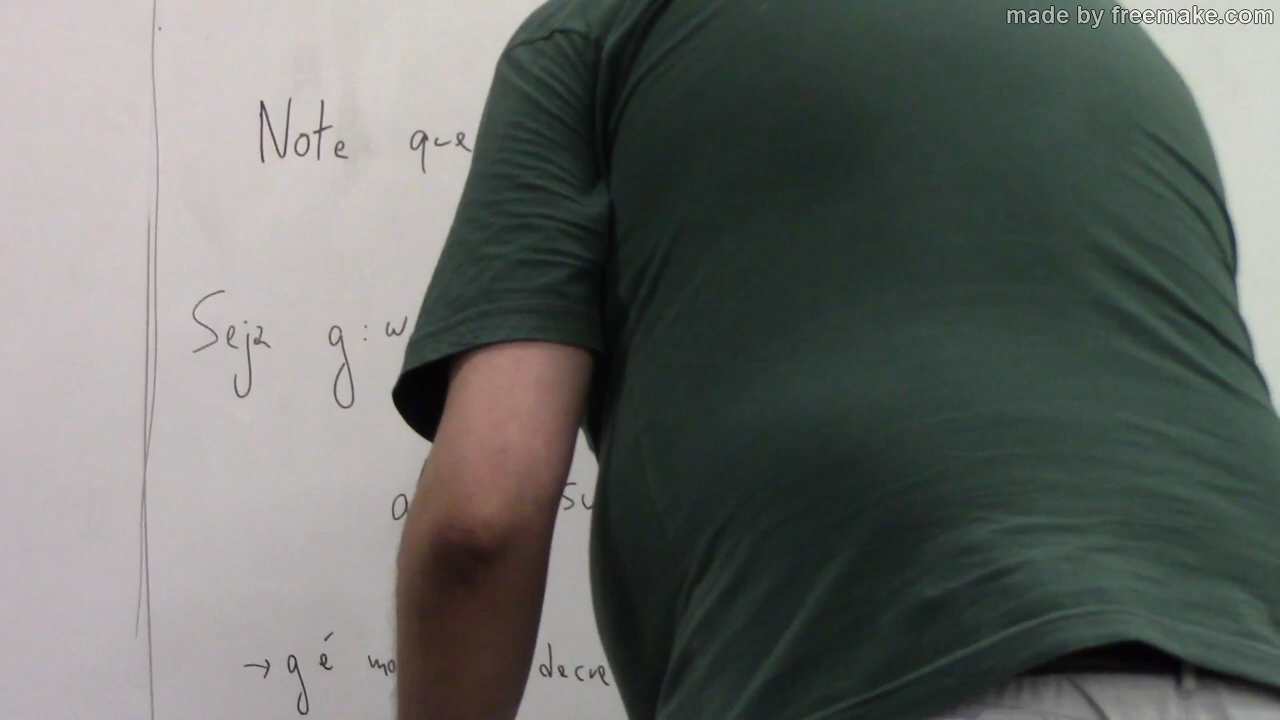 made by freemake.com
Note que
Seja g: w
→ g é mo decre